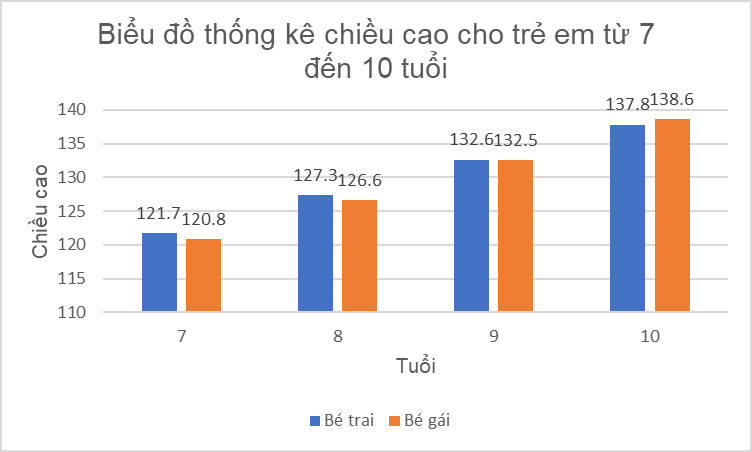 Biểu đồ thống kê chiều cao cho trẻ em từ 7
đến 10 tuổi
Chiều cao
140
135
130
125
120
115
110
121.7 120.8
127.3 126.6
132.6 132.5
137.8 138.6
7 8 9 10
Tuổi
Bé trai Bé gái